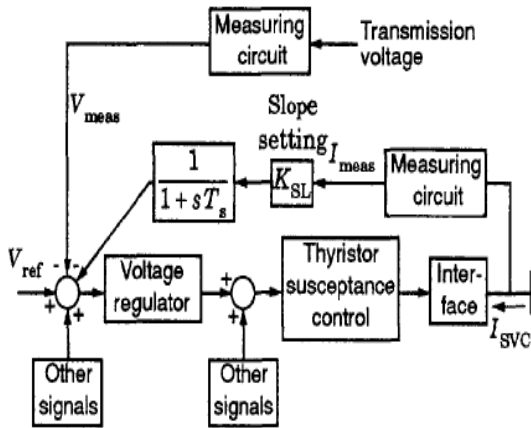 Measuring
circuit
Transmission
voltage
V_meas
Slope
setting
I_meas
1
1+sT_s
K_SL
Measuring
circuit
V_ref
- -
+
+
Voltage
regulator
+
+
Thyristor
susceptance
control
Inter-
face
I_SVC
Other
signals
Other
signals